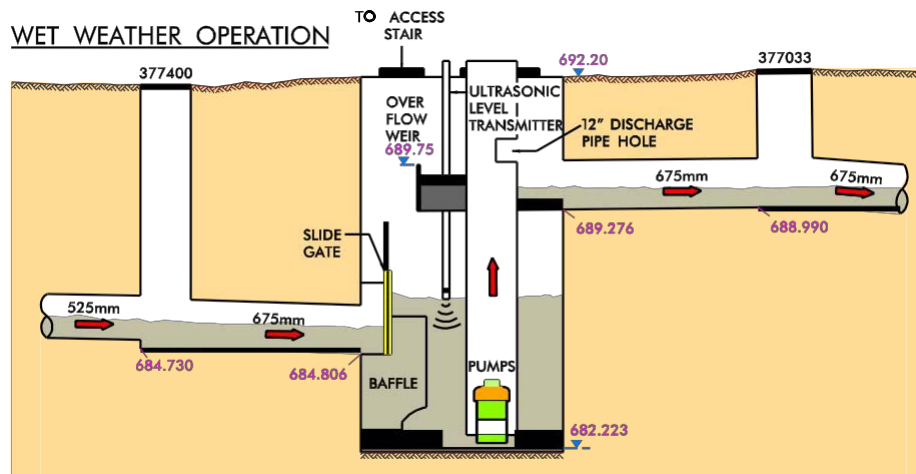 WET WEATHER OPERATION
TO ACCESS
STAIR
377400
692.20
377033
OVER
FLOW
WEIR
689.75
ULTRASONIC
LEVEL
TRANSMITTER
12" DISCHARGE
PIPE HOLE
675mm
675mm
689.276
688.990
SLIDE
GATE
525mm
675mm
684.730
684.806
BAFFLE
PUMPS
682.223